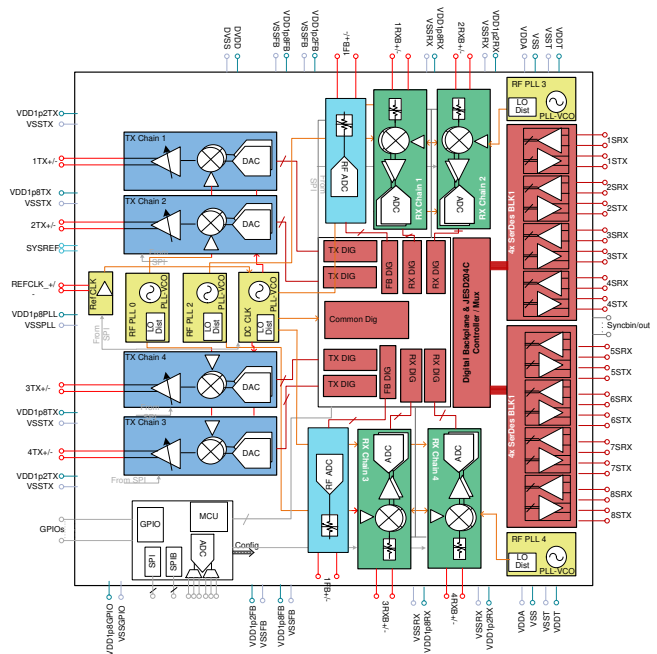 DVSS
DVDD
VSSFB
VDD1p8FB
VSSFB
VDD1p2FB
1FB+/-
1RXB+/-
VSSRX
VDD1p8RX
2RXB+/-
VSSRX
VDD1p2RX
VDDA
VSS
VSST
VDDT
VDD1p2TX
VSSTX
1TX+/-
VDD1p8TX
VSSTX
2TX+/-
SYSREF
REFCLK_+/
-
VDD1p8PLL
VSSPLL
3TX+/-
VDD1p8TX
VSSTX
4TX+/-
VDD1p2TX
VSSTX
GPIOs
TX Chain 1
DAC
TX Chain 2
DAC
From
SPI
SPI
RF ADC
ADC
RX Chain 1
ADC
RX Chain 2
RF PLL 3
LO
Dist
PLL-VCO
4x SerDes BLK1
1SRX
1STX
2SRX
2STX
3SRX
3STX
4SRX
4STX
Syncbin/out
Ref CLK
From
SPI
RF PLL 0
PLL-VCO
LO
Dist
RF PLL 2
PLL-VCO
LO
Dist
DC CLK
PLL-VCO
LO
Dist
TX DIG
TX DIG
FB DIG
RX DIG
RX DIG
Common Dig
TX DIG
TX DIG
FB DIG
RX DIG
RX DIG
Digital Backplane & JESD204C
Controller / Mux
4x SerDes BLK1
5SRX
5STX
6SRX
6STX
7SRX
7STX
8SRX
8STX
TX Chain 4
DAC
From SPI
TX Chain 3
DAC
From SPI
RF ADC
RX Chain 3
ADC
RX Chain 4
ADC
RF PLL 4
LO
Dist
PLL-VCO
GPIO
MCU
SPI
SPIB
ADC
Config
VDD1p8GPIO
VSSGPIO
VDD1p2FB
VSSFB
VDD1p8FB
VSSFB
1FB+/-
3RXB+/-
VSSRX
VDD1p8RX
4RXB+/-
VSSRX
VDD1p2RX
VDDA
VSS
VSST
VDDT